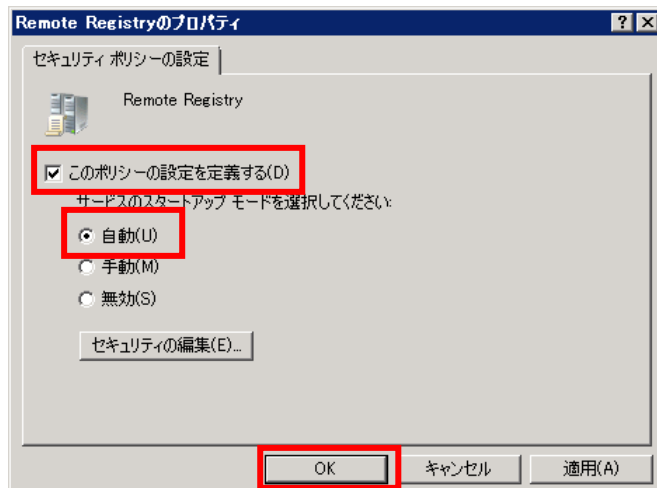 Remote Registryのプロパティ
セキュリティ ポリシーの設定
Remote Registry
このポリシーの設定を定義する(D)
サービスのスタートアップ モードを選択してください:
自動(U)
手動(M)
無効(S)
セキュリティの編集(E)...
OK キャンセル 適用(A)